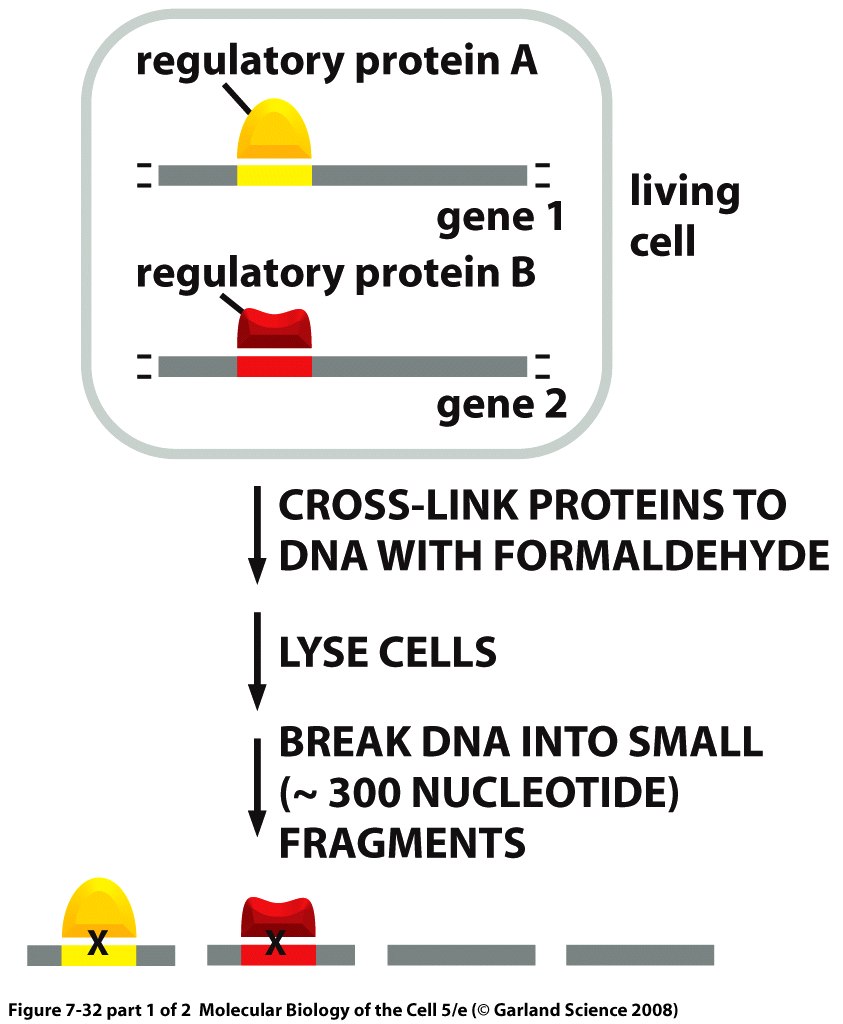 regulatory protein A
gene 1
living
cell
regulatory protein B
gene 2
CROSS-LINK PROTEINS TO
DNA WITH FORMALDEHYDE
LYSE CELLS
BREAK DNA INTO SMALL
(~ 300 NUCLEOTIDE)
FRAGMENTS
X X
Figure 7-32 part 1 of 2 Molecular Biology of the Cell 5/e (© Garland Science 2008)